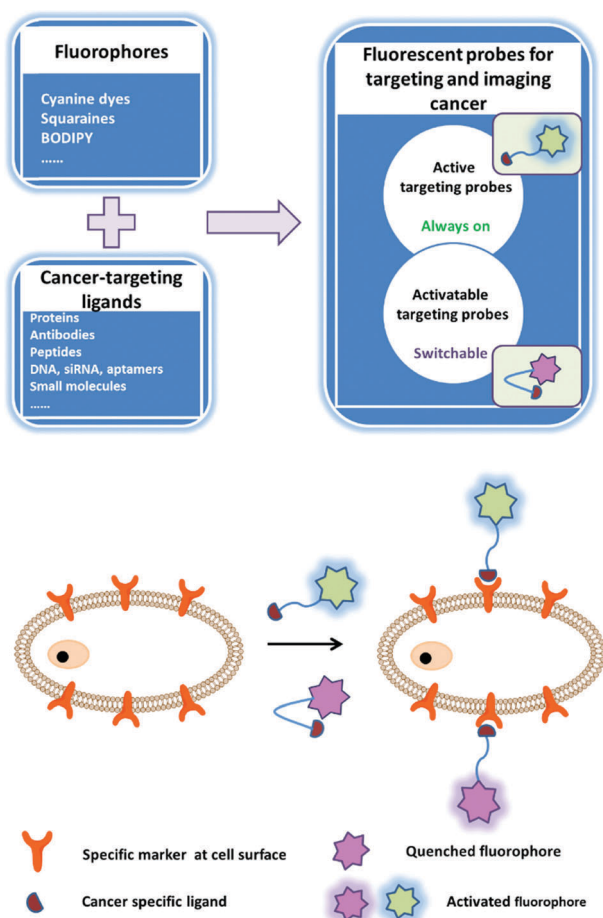 Fluorophores
Cyanine dyes
Squaraines
BODIPY
......
Cancer-targeting
ligands
Proteins
Antibodies
Peptides
DNA, siRNA, aptamers
Small molecules
......
Fluorescent probes for
targeting and imaging
cancer
Active
targeting probes
Always on
Activatable
targeting probes
Switchable
Specific marker at cell surface
Quenched fluorophore
Cancer specific ligand
Activated fluorophore